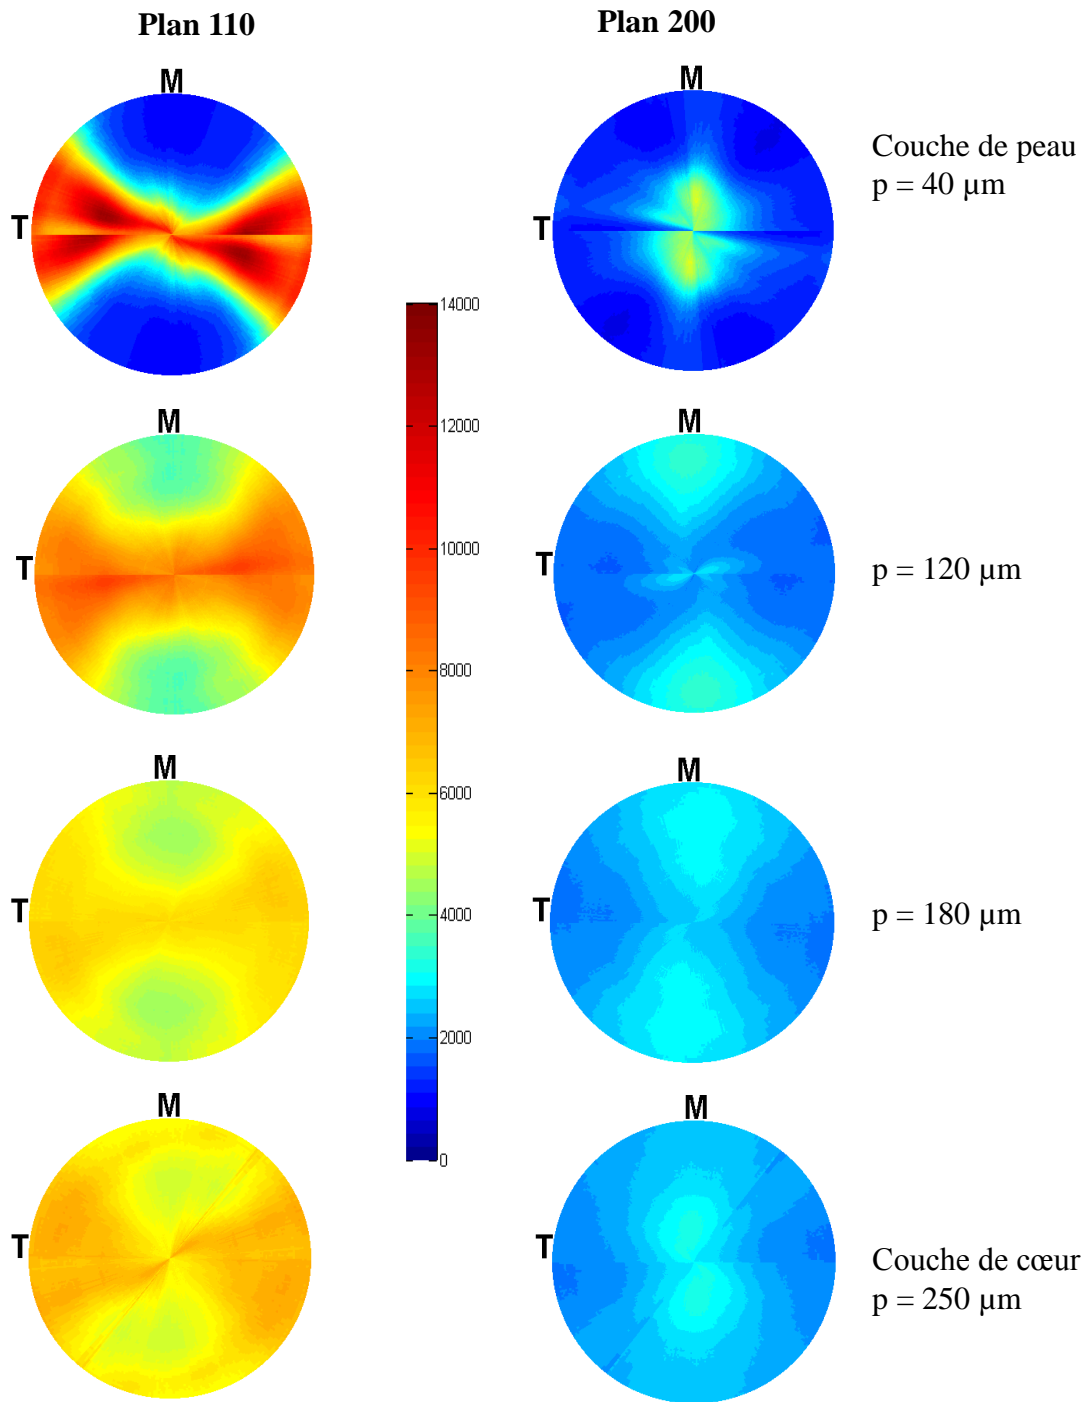 Plan 110
Plan 200
M
M
Couche de peau
p = 40 µm
T
T
14000
12000
10000
8000
6000
4000
2000
0
M
M
T
T
p = 120 µm
M
M
T
T
p = 180 µm
M
M
T
T
Couche de cœur
p = 250 µm